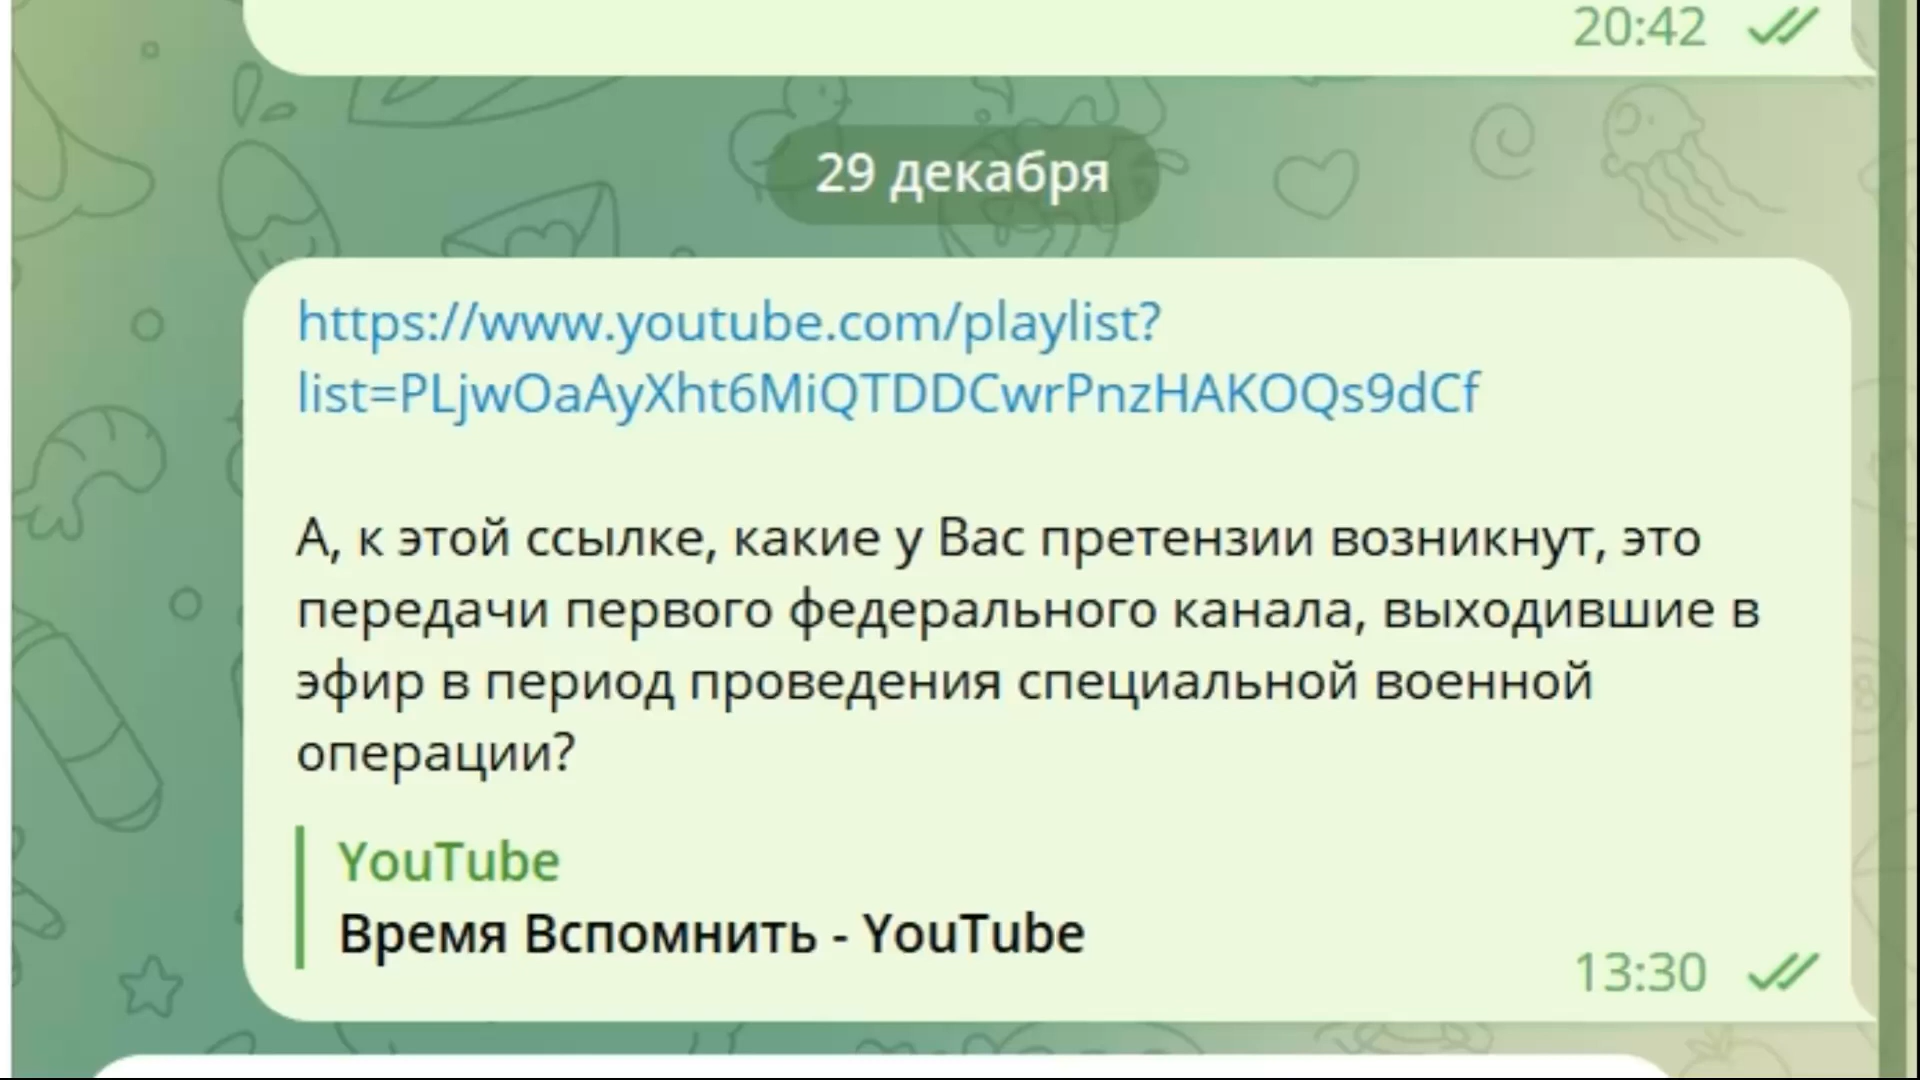 20:42
29 декабря
https://www.youtube.com/playlist?
list=PLjwOaAyXht6MiQTDDCwrPnzHAKOQs9dCf
А, к этой ссылке, какие у Вас претензии возникнут, это
передачи первого федерального канала, выходившие в
эфир в период проведения специальной военной
операции?
YouTube
Время Вспомнить - YouTube
13:30